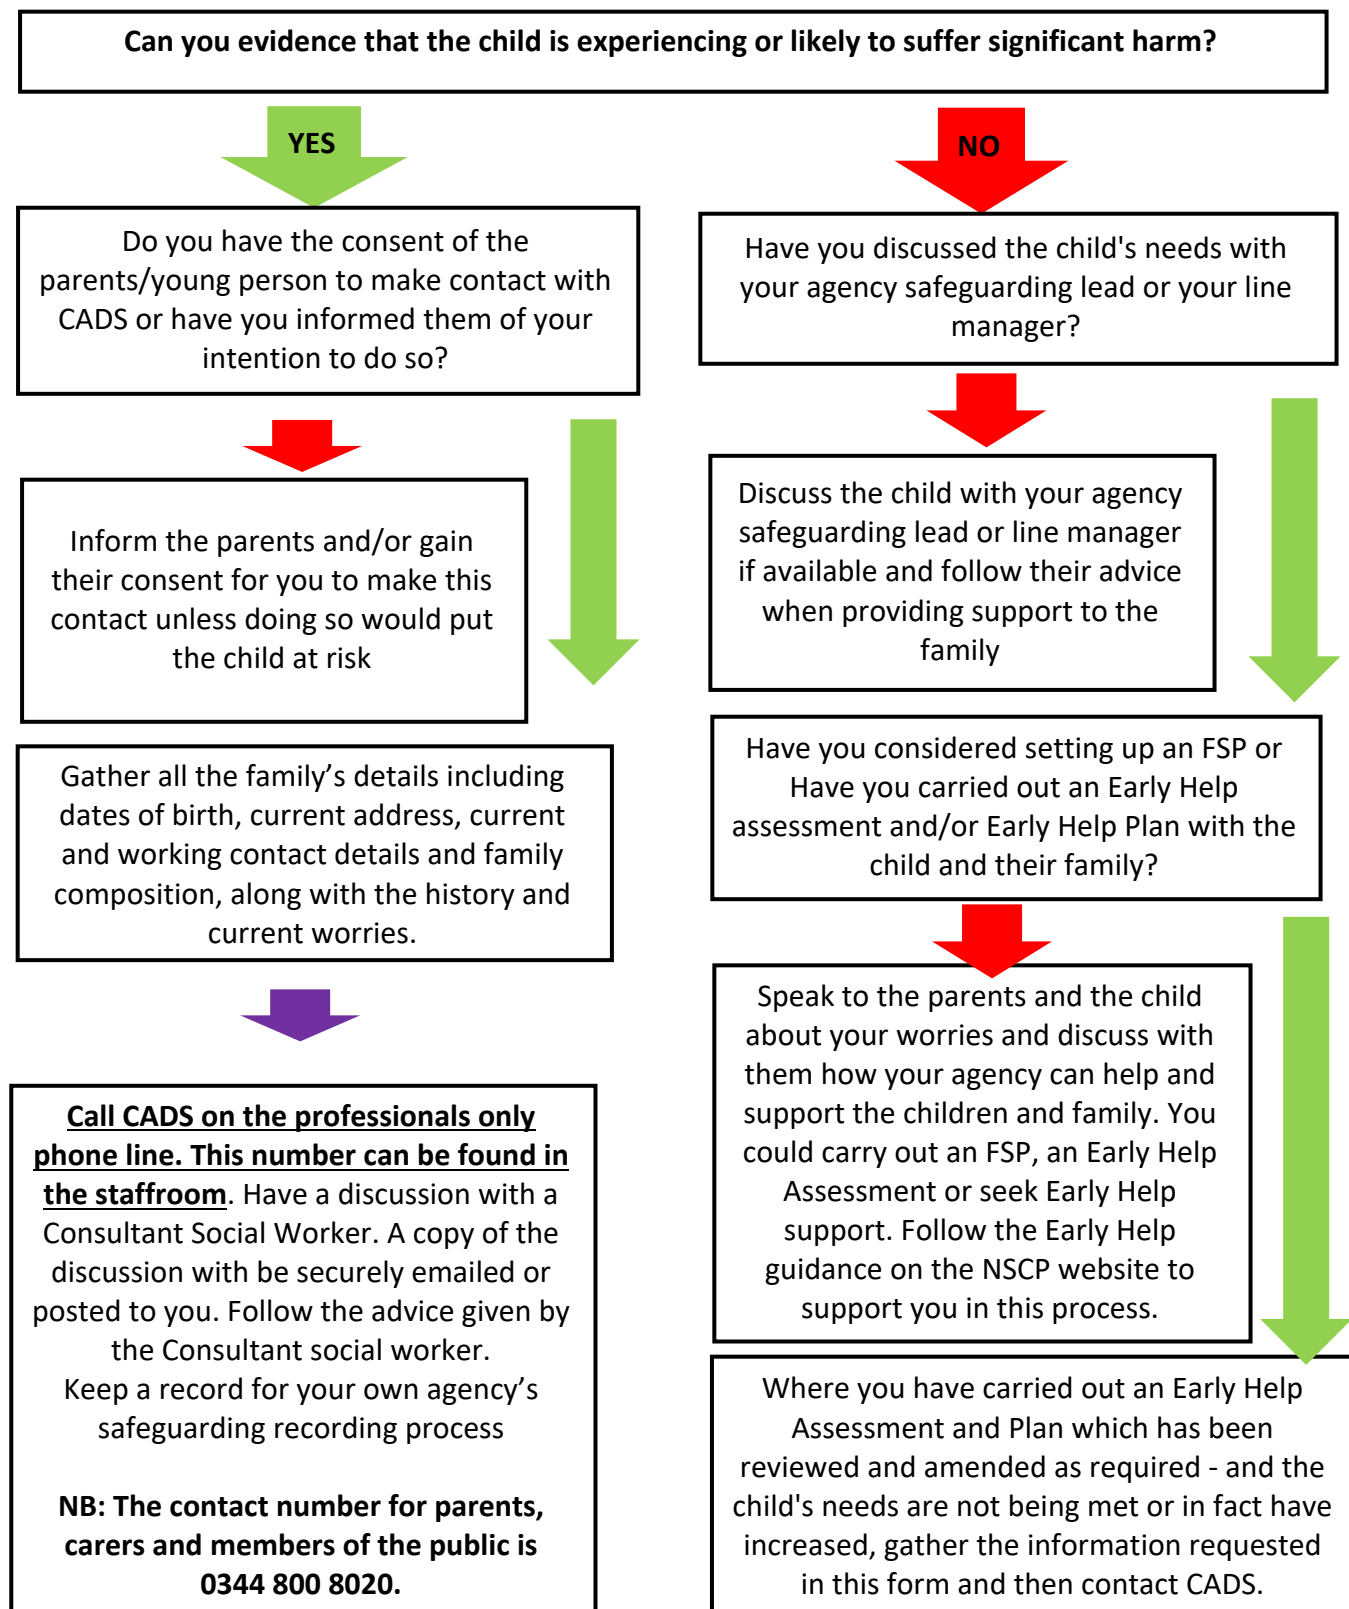 Can you evidence that the child is experiencing or likely to suffer significant harm?
YES
NO
Do you have the consent of the
parents/young person to make contact with
CADS or have you informed them of your
intention to do so?
Have you discussed the child's needs with
your agency safeguarding lead or your line
manager?
Inform the parents and/or gain
their consent for you to make this
contact unless doing so would put
the child at risk
Discuss the child with your agency
safeguarding lead or line manager
if available and follow their advice
when providing support to the
family
Gather all the family’s details including
dates of birth, current address, current
and working contact details and family
composition, along with the history and
current worries.
Have you considered setting up an FSP or
Have you carried out an Early Help
assessment and/or Early Help Plan with the
child and their family?
Call CADS on the professionals only
phone line. This number can be found in
the staffroom. Have a discussion with a
Consultant Social Worker. A copy of the
discussion with be securely emailed or
posted to you. Follow the advice given by
the Consultant social worker.
Keep a record for your own agency’s
safeguarding recording process
NB: The contact number for parents,
carers and members of the public is
0344 800 8020.
Speak to the parents and the child
about your worries and discuss with
them how your agency can help and
support the children and family. You
could carry out an FSP, an Early Help
Assessment or seek Early Help
support. Follow the Early Help
guidance on the NSCP website to
support you in this process.
Where you have carried out an Early Help
Assessment and Plan which has been
reviewed and amended as required - and the
child's needs are not being met or in fact have
increased, gather the information requested
in this form and then contact CADS.